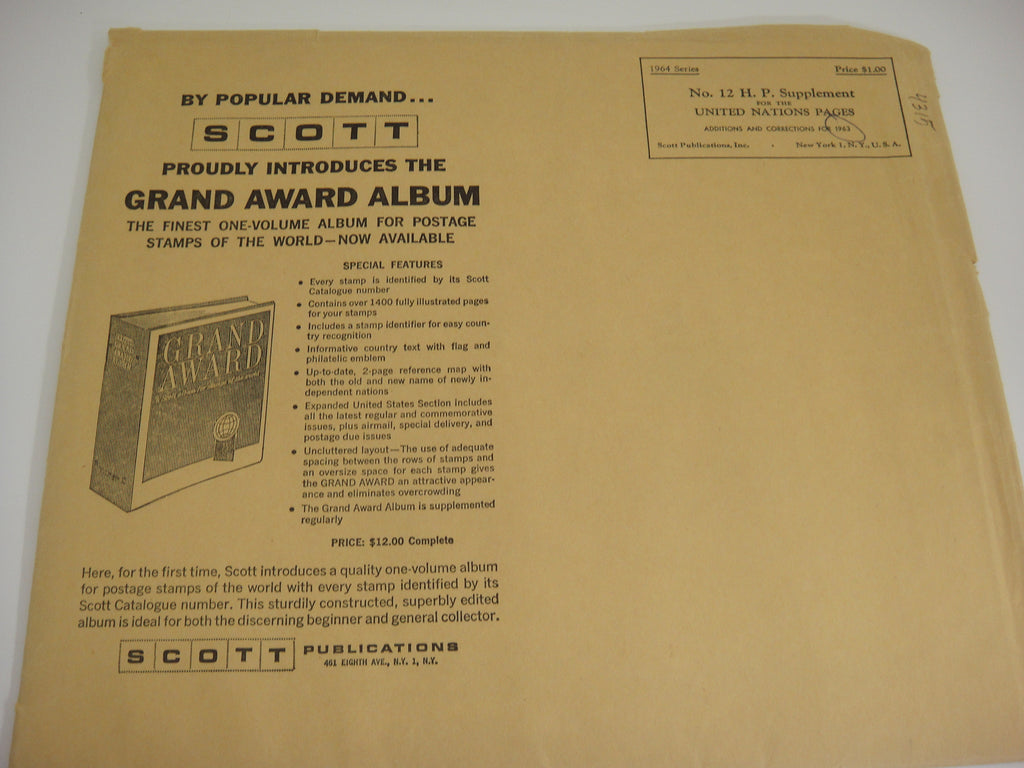 BY POPULAR DEMAND...
SCOTT
PROUDLY INTRODUCES THE
GRAND AWARD ALBUM
THE FINEST ONE-VOLUME ALBUM FOR POSTAGE
STAMPS OF THE WORLD—NOW AVAILABLE
SPECIAL FEATURES
• Every stamp is identified by its Scott
Catalogue number
• Contains over 1400 fully illustrated pages
for your stamps
• Includes a stamp identifier for easy coun-
try recognition
• Informative country text with flag and
philatelic emblem
• Up-to-date, 2-page reference map with
both the old and new name of newly in-
dependent nations
• Expanded United States Section includes
all the latest regular and commemorative
issues, plus airmail, special delivery, and
postage due issues
• Uncluttered layout—The use of adequate
spacing between the rows of stamps and
an oversize space for each stamp gives
the GRAND AWARD an attractive appear-
ance and eliminates overcrowding
• The Grand Award Album is supplemented
regularly
PRICE: $12.00 Complete
GRAND
AWARD
Here, for the first time, Scott introduces a quality one-volume album
for postage stamps of the world with every stamp identified by its
Scott Catalogue number. This sturdily constructed, superbly edited
album is ideal for both the discerning beginner and general collector.
SCOTT PUBLICATIONS
461 EIGHTH AVE., N.Y. 1, N.Y.
1964 Series Price $1.00
No. 12 H. P. Supplement
FOR THE
UNITED NATIONS PAGES
ADDITIONS AND CORRECTIONS FOR 1963
Scott Publications, Inc. · New York 1, N. Y., U. S. A.
4315